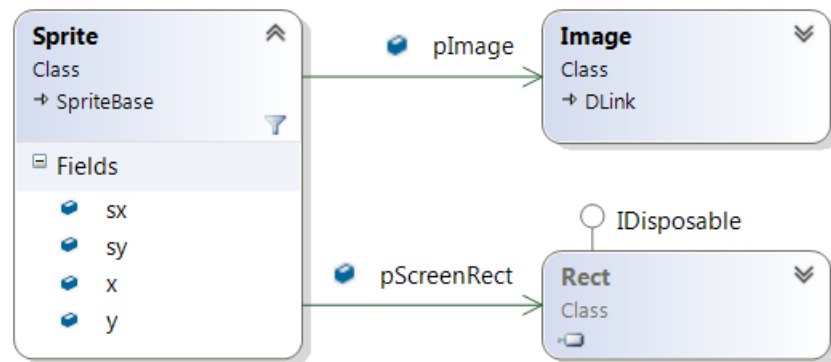 Sprite
Class
SpriteBase
Fields
sx
sy
x
y
pImage
Image
Class
DLink
IDisposable
pScreenRect
Rect
Class